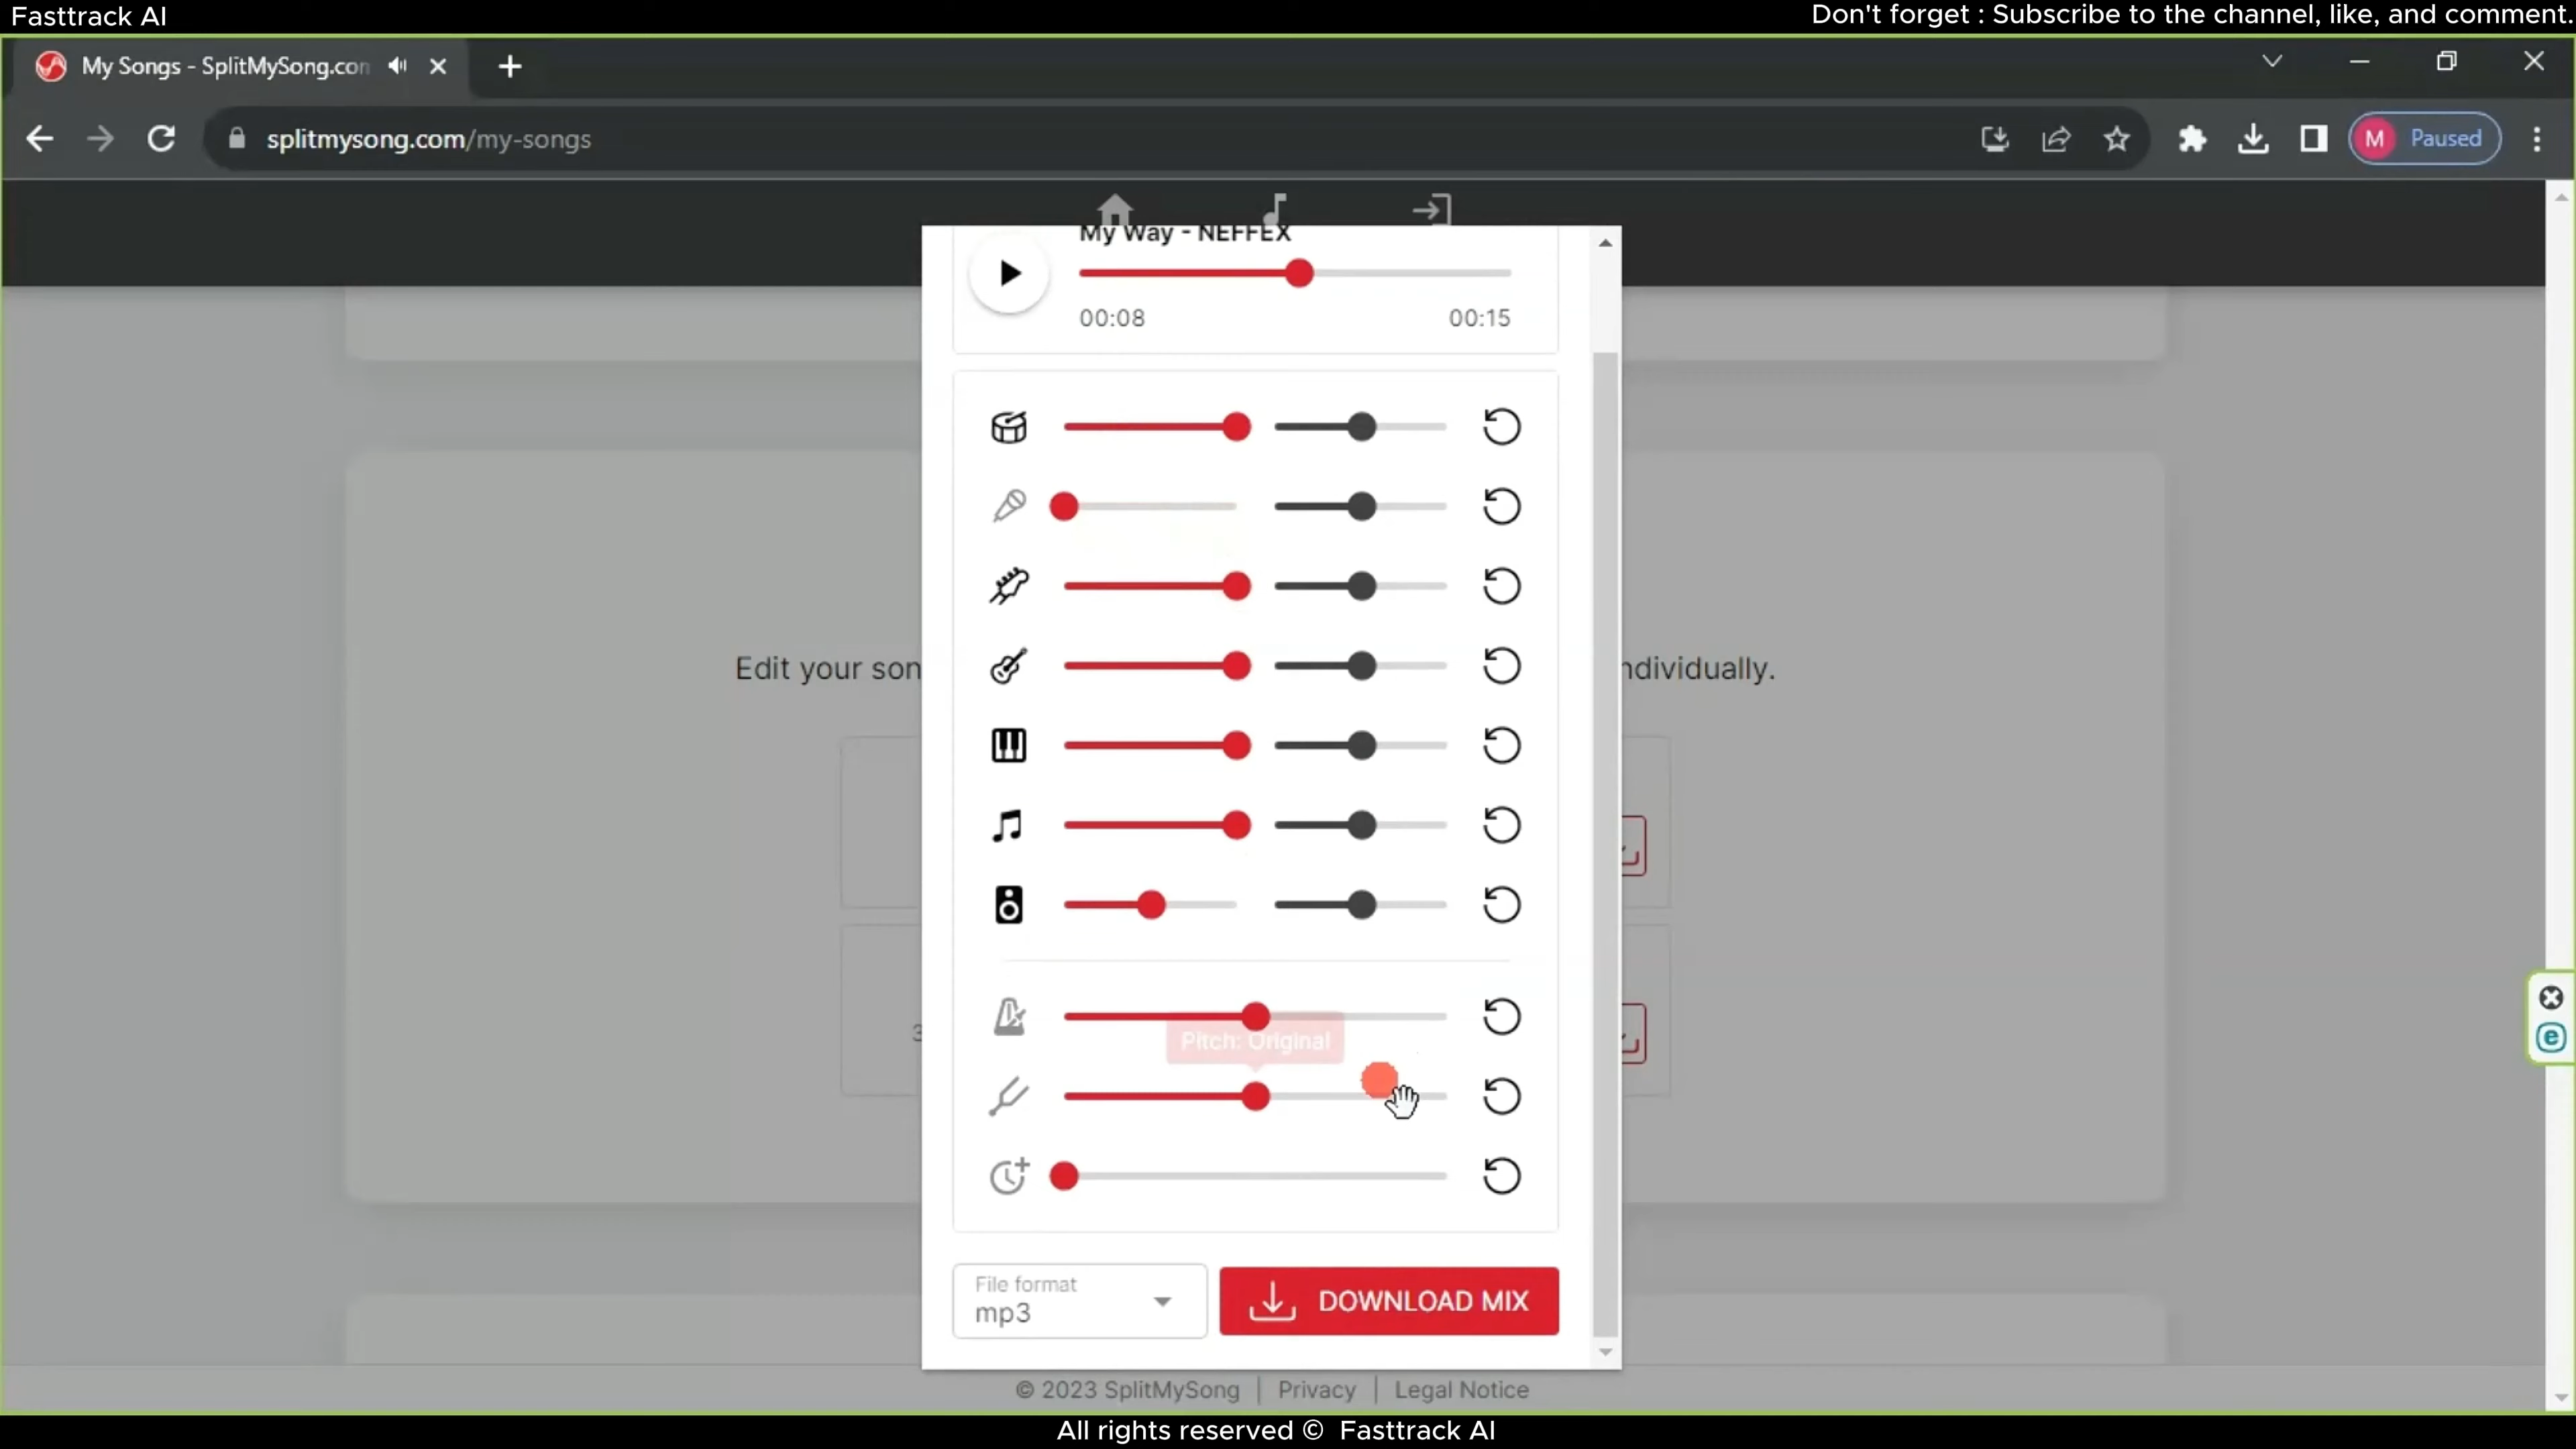 Fasttrack AI
Don't forget : Subscribe to the channel, like, and comment.
My Songs - SplitMySong.con
splitmysong.com/my-songs
M
Paused
My Way - NEFFEX
00:08
00:15
Edit your son
ndividually.
Pitch: Original
3
File format
mp3
DOWNLOAD MIX
© 2023 SplitMySong | Privacy | Legal Notice
All rights reserved © Fasttrack AI